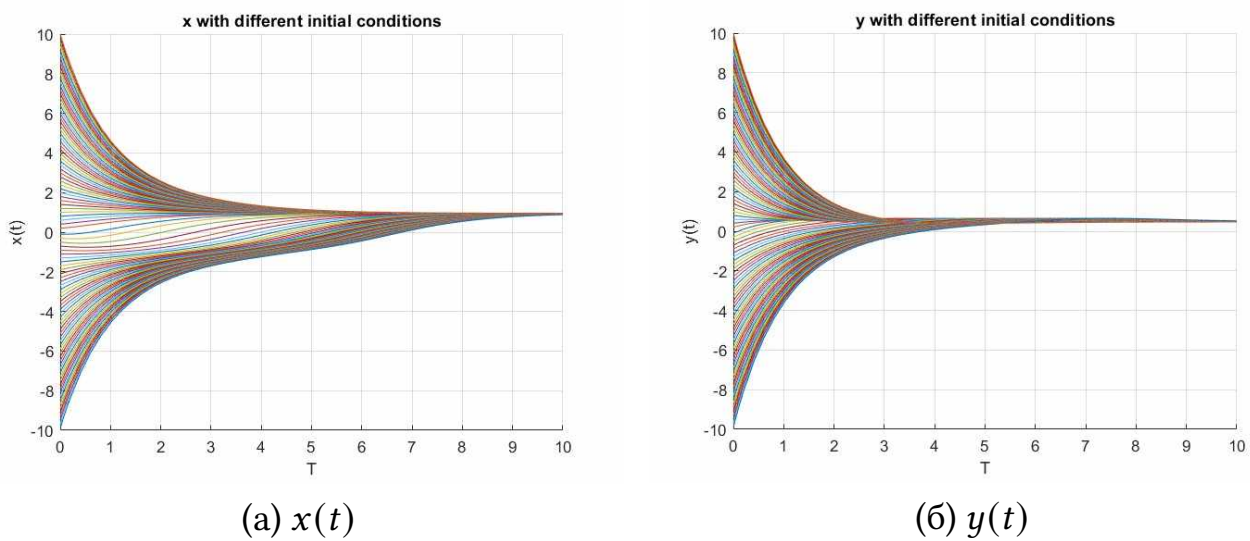 x with different initial conditions
10
8
6
4
2
0
-2
-4
-6
-8
-10
x(t)
0 1 2 3 4 5 6 7 8 9 10
T
(а) x(t)
y with different initial conditions
10
8
6
4
2
0
-2
-4
-6
-8
-10
y(t)
0 1 2 3 4 5 6 7 8 9 10
T
(б) y(t)